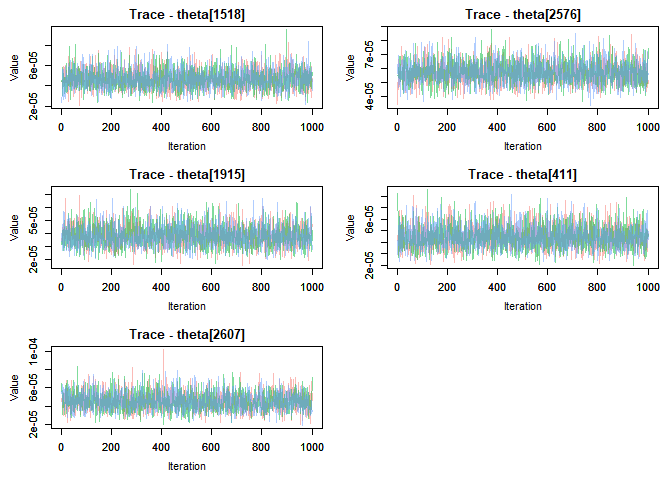 Trace - theta[1518]
Value
2e-05 6e-05
0 200 400 600 800 1000
Iteration
Trace - theta[2576]
Value
4e-05 7e-05
0 200 400 600 800 1000
Iteration
Trace - theta[1915]
Value
2e-05 5e-05
0 200 400 600 800 1000
Iteration
Trace - theta[411]
Value
2e-05 6e-05
0 200 400 600 800 1000
Iteration
Trace - theta[2607]
Value
2e-05 6e-05 1e-04
0 200 400 600 800 1000
Iteration